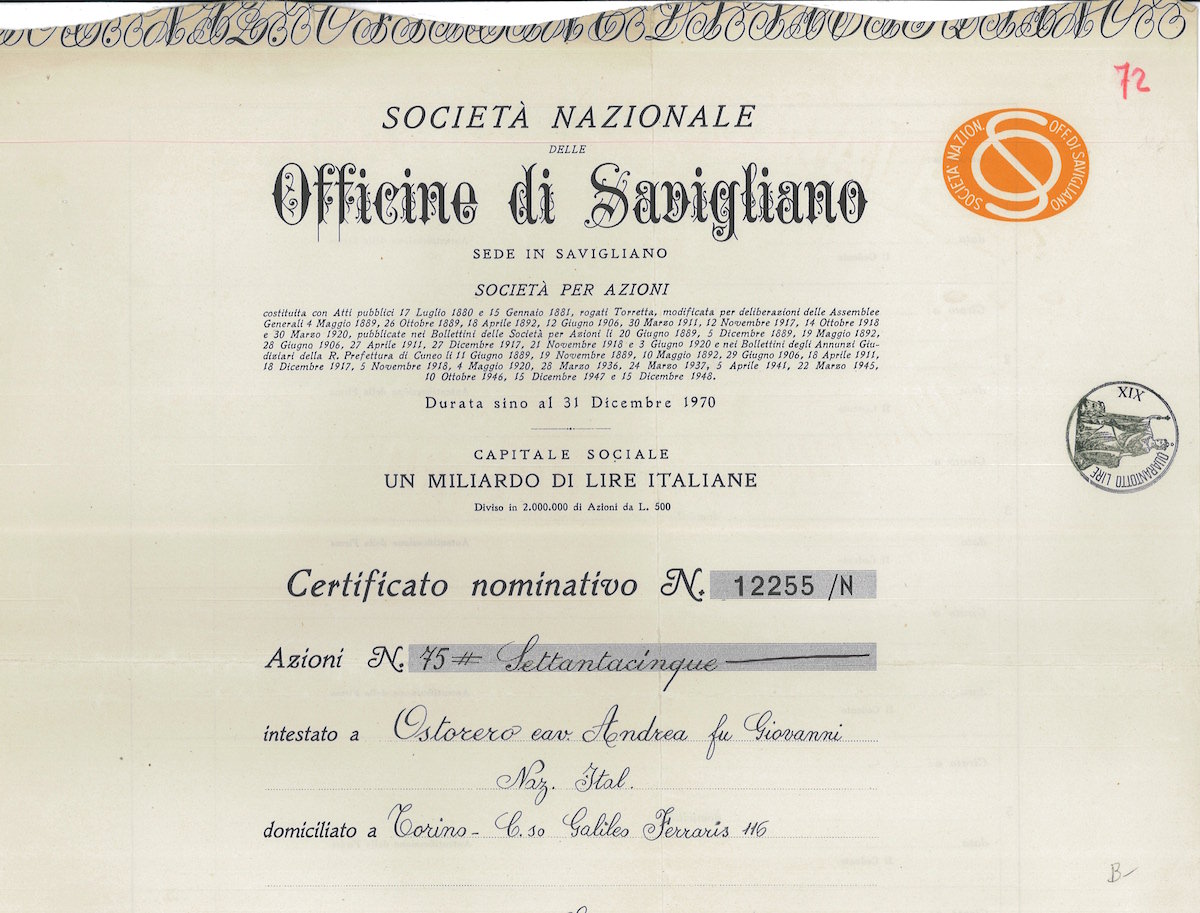 72
SOCIETÀ NAZIONALE
DELLE
Officine di Savigliano
SOCIETA' NAZION. OFF. DI SAVIGLIANO
SEDE IN SAVIGLIANO
SOCIETÀ PER AZIONI
costituita con Atti pubblici 17 Luglio 1880 e 15 Gennaio 1881, rogati Torretta, modificata per deliberazioni delle Assemblee
Generali 4 Maggio 1889, 26 Ottobre 1889, 18 Aprile 1892, 12 Giugno 1906, 30 Marzo 1911, 12 Novembre 1917, 14 Ottobre 1918
e 30 Marzo 1920, pubblicate nei Bollettini delle Società per Azioni li 20 Giugno 1889, 5 Dicembre 1889, 19 Maggio 1892,
28 Giugno 1906, 27 Aprile 1911, 27 Dicembre 1917, 21 Novembre 1918 e 3 Giugno 1920 e nei Bollettini degli Annunzi Giu-
diziari della R. Prefettura di Cuneo li 11 Giugno 1889, 19 Novembre 1889, 10 Maggio 1892, 29 Giugno 1906, 18 Aprile 1911,
18 Dicembre 1917, 5 Novembre 1918, 4 Maggio 1920, 28 Marzo 1936, 24 Marzo 1937, 5 Aprile 1941, 22 Marzo 1945,
10 Ottobre 1946, 15 Dicembre 1947 e 15 Dicembre 1948.
Durata sino al 31 Dicembre 1970
XIX
QUARANTOTTO LIRE
CAPITALE SOCIALE
UN MILIARDO DI LIRE ITALIANE
Diviso in 2.000.000 di Azioni da L. 500
Certificato nominativo N. 12255 /N
Azioni N. 75 # Settantacinque
intestato a Ostorero cav. Andrea fu Giovanni
Naz. Ital.
domiciliato a Torino - C.so Galileo Ferraris 116
B-